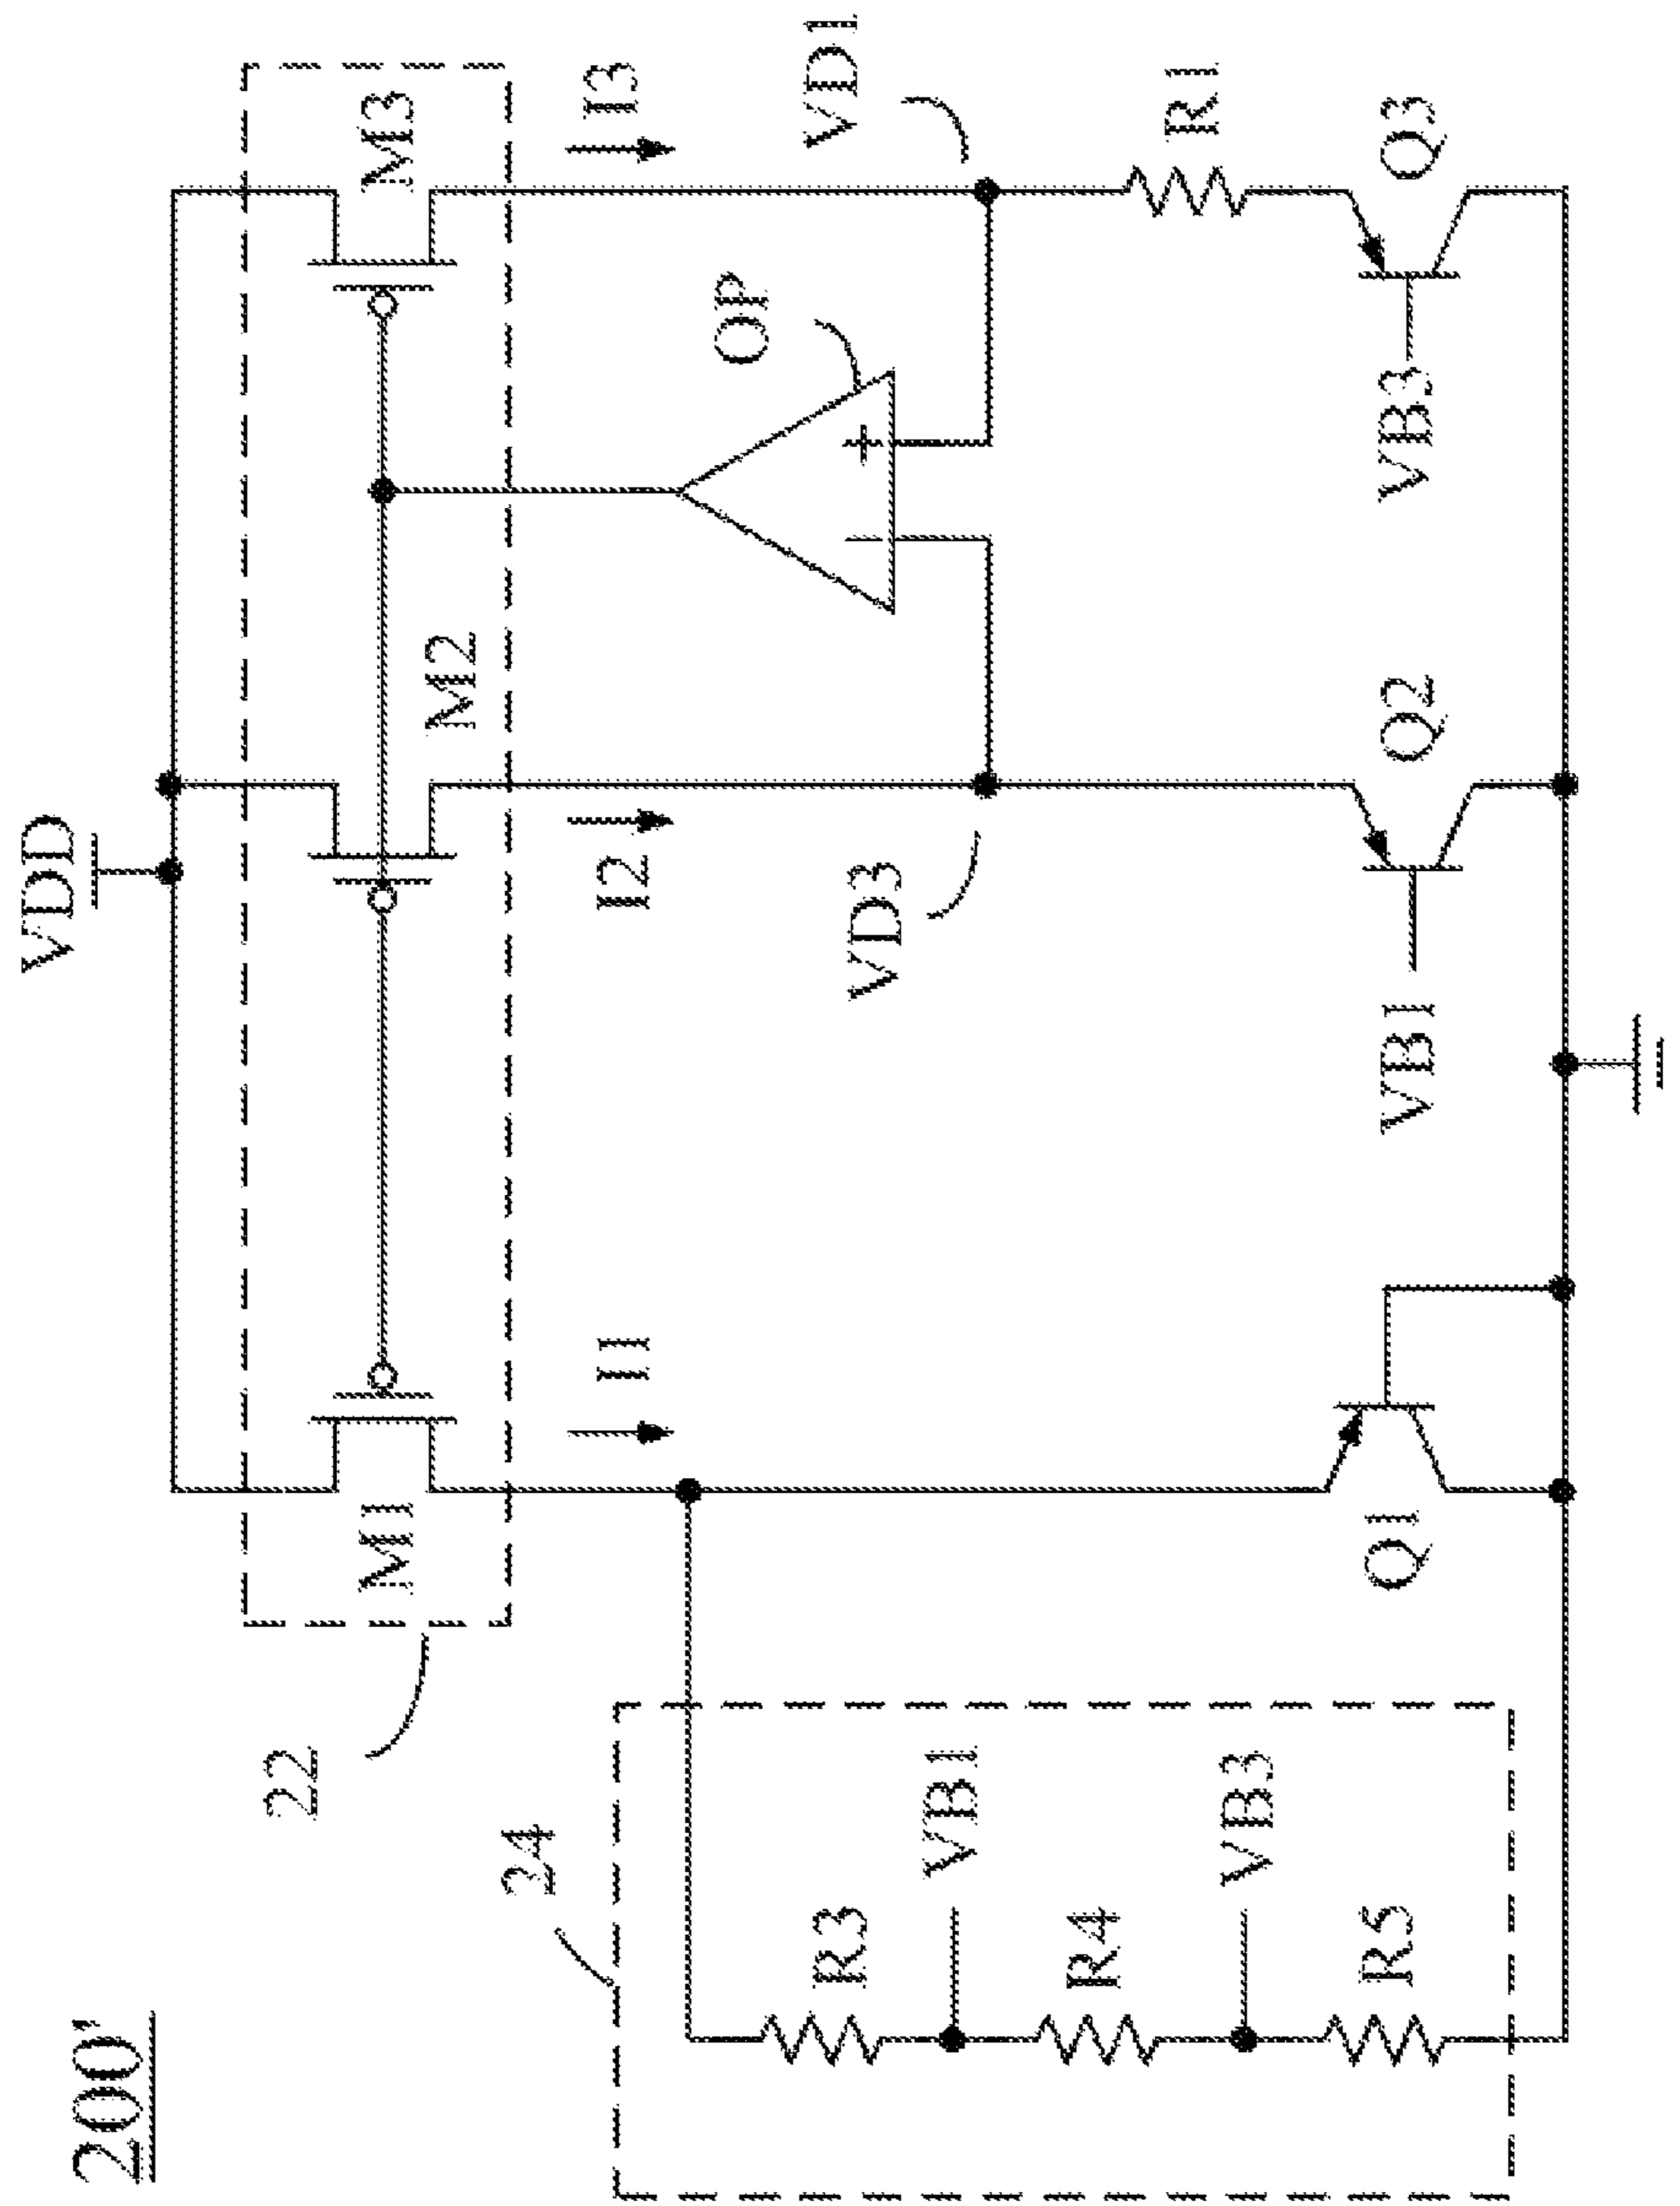 200'
VDD
22
M1
M2
M3
I1
I2
I3
24
R3
VB1
R4
VB3
R5
OP
+
−
VD3
VD1
R1
Q1
VB1
Q2
VB3
Q3